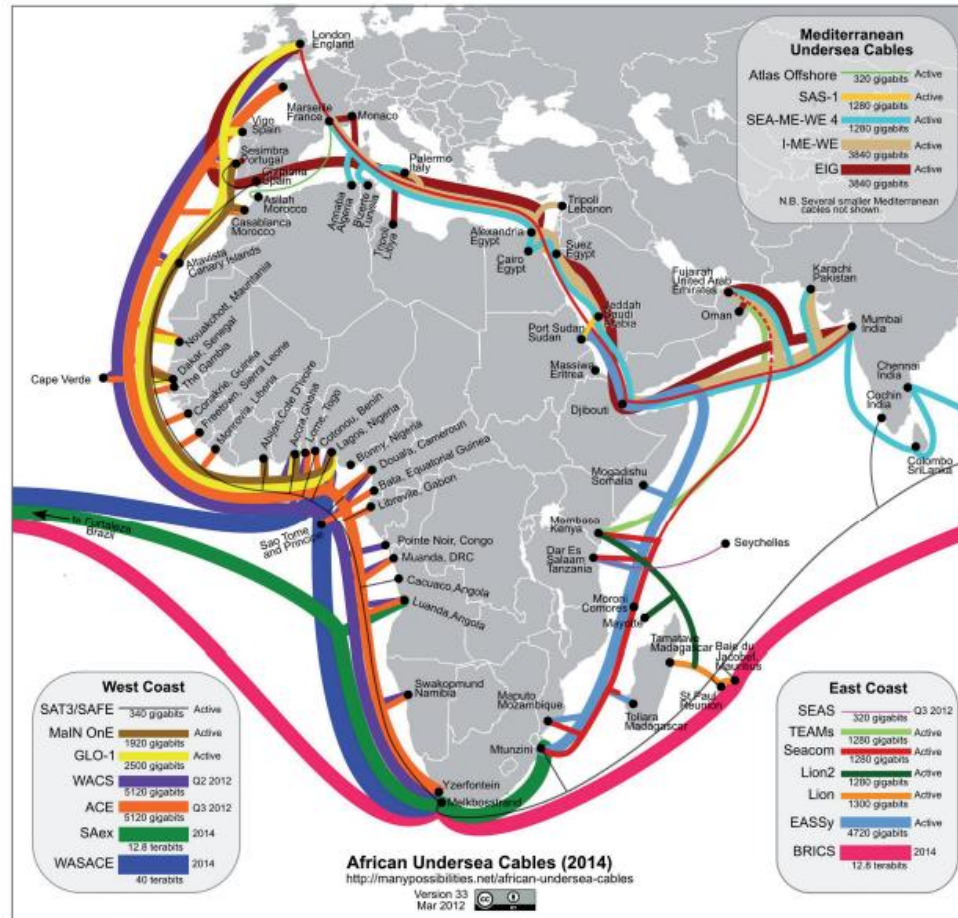 London
England
Mediterranean
Undersea Cables
Atlas Offshore
320 gigabits
Active
SAS-1
1280 gigabits
Active
SEA-ME-WE 4
1280 gigabits
Active
I-ME-WE
3840 gigabits
Active
EIG
3840 gigabits
Active
N.B. Several smaller Mediterranean
cables not shown.
Marseille
France
Monaco
Vigo
Spain
Sesimbra
Portugal
Spain
Asilah
Morocco
Casablanca
Morocco
Palermo
Italy
Annaba
Algeria
Bizerte
Tunisia
Tripoli
Libya
Tripoli
Lebanon
Alexandria
Egypt
Cairo
Egypt
Suez
Egypt
Altavista
Canary Islands
Fujairah
United Arab
Emirates
Oman
Karachi
Pakistan
Mumbai
India
Jeddah
Saudi
Arabia
Port Sudan
Sudan
Massiwa
Eritrea
Djibouti
Chennai
India
Cochin
India
Colombo
SriLanka
Nouakchott, Mauritania
Dakar, Senegal
The Gambia
Cape Verde
Conakrie, Guinea
Freetown, Sierra Leone
Monrovia, Liberia
Abijan,Cote D'Ivoire
Accra, Ghana
Lome, Togo
Cotonou, Benin
Lagos, Nigeria
Bonny, Nigeria
Douala, Cameroun
Bata, Equatorial Guinea
Libreville, Gabon
Sao Tome
and Principe
to Fortaleza
Brazil
Pointe Noir, Congo
Muanda, DRC
Cacuaco,Angola
Luanda,Angola
Swakopmund
Namibia
Mogadishu
Somalia
Mombasa
Kenya
Dar Es
Salaam
Tanzania
Seychelles
Moroni
Comores
Mayotte
Tamatave
Madagascar
Baie du
Jacobet,
Mauritius
St.Paul
Reunion
Toliara
Madagascar
Maputo
Mozambique
Mtunzini
Yzerfontein
Melkbosstrand
West Coast
SAT3/SAFE
340 gigabits
Active
MaIN OnE
1920 gigabits
Active
GLO-1
2500 gigabits
Active
WACS
5120 gigabits
Q2 2012
ACE
5120 gigabits
Q3 2012
SAex
12.8 terabits
2014
WASACE
40 terabits
2014
East Coast
SEAS
320 gigabits
Q3 2012
TEAMs
1280 gigabits
Active
Seacom
1280 gigabits
Active
Lion2
1280 gigabits
Active
Lion
1300 gigabits
Active
EASSy
4720 gigabits
Active
BRICS
12.8 terabits
2014
African Undersea Cables (2014)
http://manypossibilities.net/african-undersea-cables
Version 33
Mar 2012
cc
BY